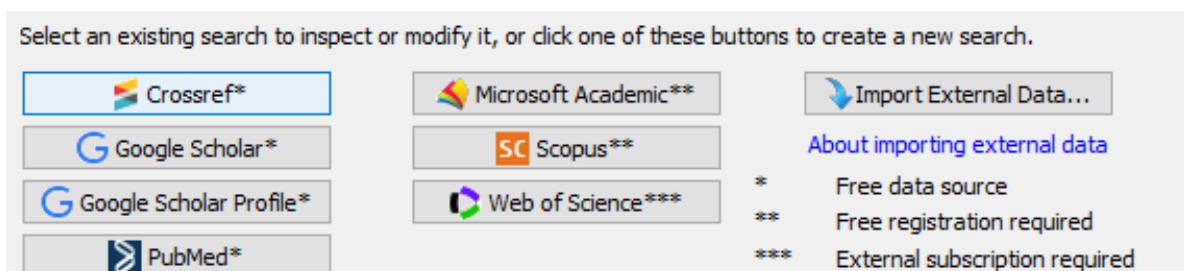 Select an existing search to inspect or modify it, or click one of these buttons to create a new search.
Crossref*
Microsoft Academic**
Import External Data...
Google Scholar*
SC Scopus**
About importing external data
Google Scholar Profile*
Web of Science***
* Free data source
** Free registration required
PubMed*
*** External subscription required